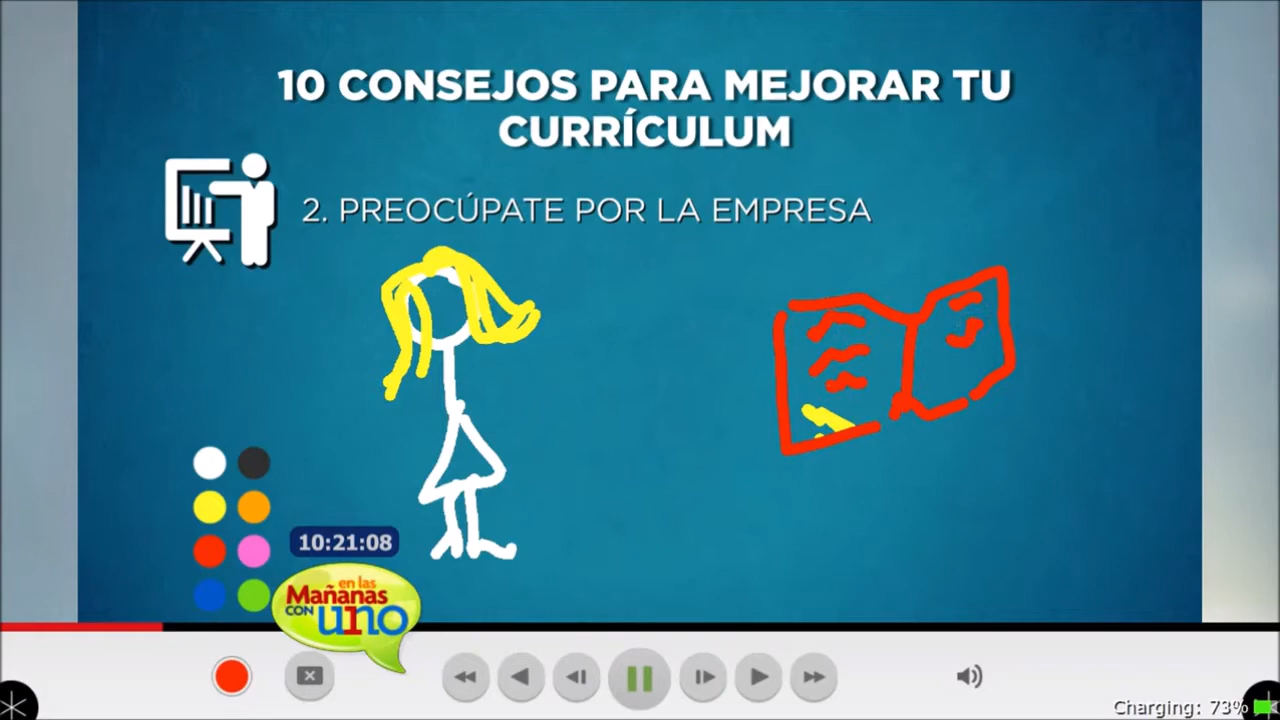 10 CONSEJOS PARA MEJORAR TU
CURRÍCULUM
2. PREOCÚPATE POR LA EMPRESA
10:21:08
en las
Mañanas
CON uno
Charging: 73%